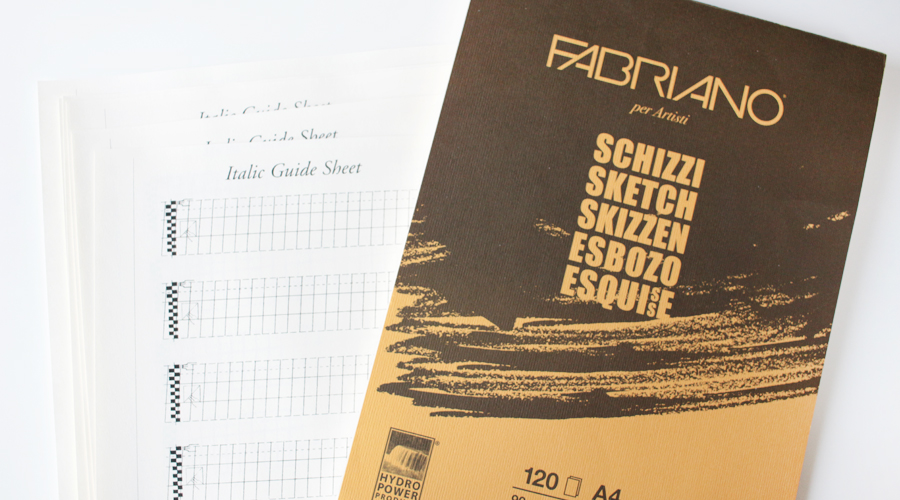 Italic Guide Sheet
Italic Guide Sheet
Italic Guide Sheet
FABRIANO
per Artisti
SCHIZZI
SKETCH
SKIZZEN
ESBOZO
ESQUISSE
HYDRO
POWER
120 A4